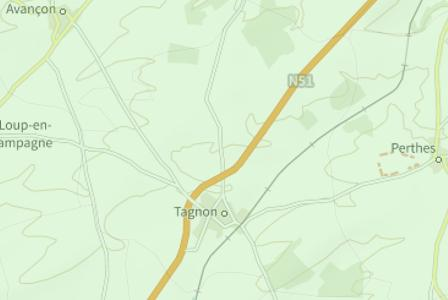 Avançon
N51
Loup-en-
ampagne
Perthes
Tagnon